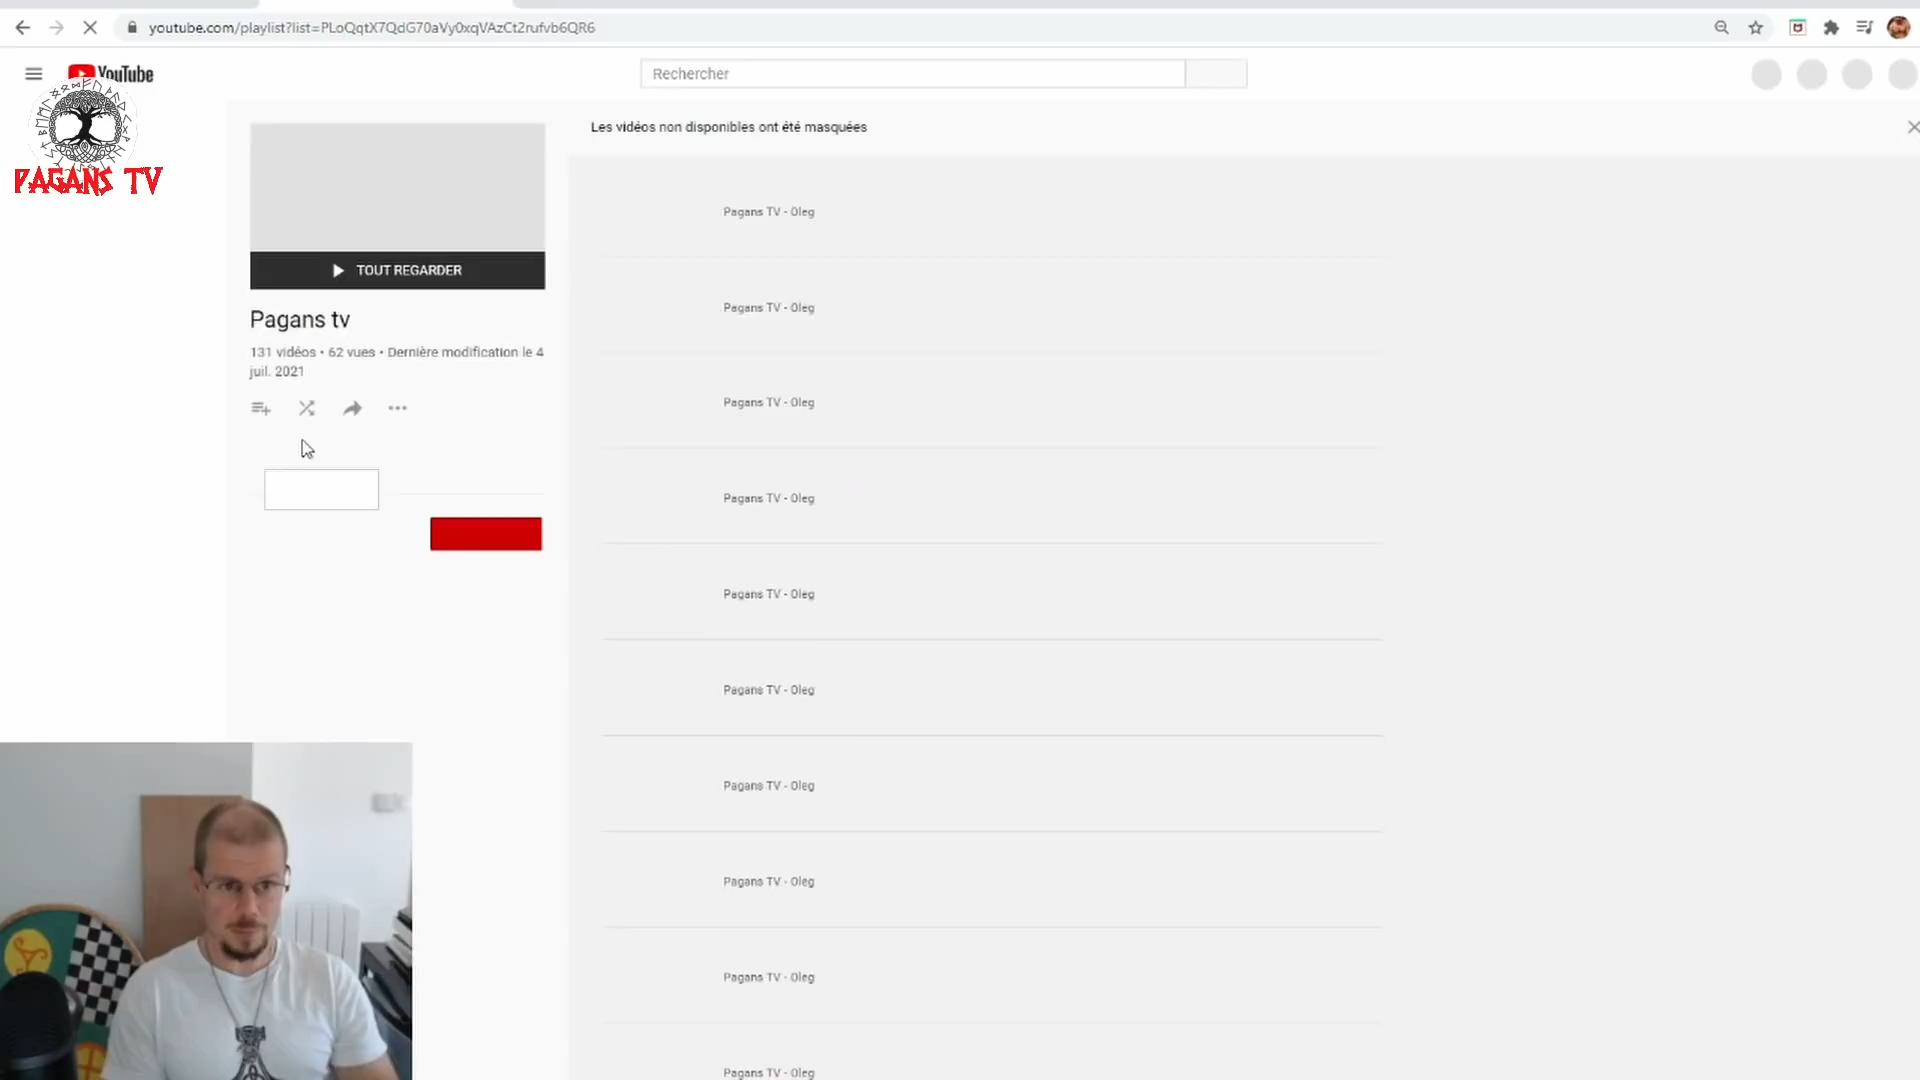 youtube.com/playlist?list=PLoQqtX7QdG70aVy0xqVAzCt2rufvb6QR6
YouTube
Rechercher
PAGANS TV
Les vidéos non disponibles ont été masquées
TOUT REGARDER
Pagans tv
131 vidéos • 62 vues • Dernière modification le 4
juil. 2021
Pagans TV - Oleg
Pagans TV - Oleg
Pagans TV - Oleg
Pagans TV - Oleg
Pagans TV - Oleg
Pagans TV - Oleg
Pagans TV - Oleg
Pagans TV - Oleg
Pagans TV - Oleg
Pagans TV - Oleg